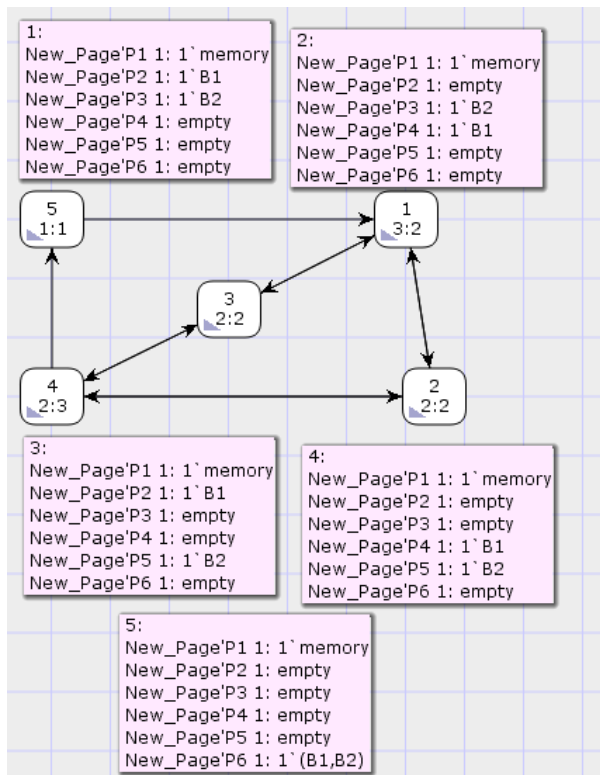 1:
New_Page'P1 1: 1`memory
New_Page'P2 1: 1`B1
New_Page'P3 1: 1`B2
New_Page'P4 1: empty
New_Page'P5 1: empty
New_Page'P6 1: empty
2:
New_Page'P1 1: 1`memory
New_Page'P2 1: empty
New_Page'P3 1: 1`B2
New_Page'P4 1: 1`B1
New_Page'P5 1: empty
New_Page'P6 1: empty
5
1:1
1
3:2
3
2:2
4
2:3
2
2:2
3:
New_Page'P1 1: 1`memory
New_Page'P2 1: 1`B1
New_Page'P3 1: empty
New_Page'P4 1: empty
New_Page'P5 1: 1`B2
New_Page'P6 1: empty
4:
New_Page'P1 1: 1`memory
New_Page'P2 1: empty
New_Page'P3 1: empty
New_Page'P4 1: 1`B1
New_Page'P5 1: 1`B2
New_Page'P6 1: empty
5:
New_Page'P1 1: 1`memory
New_Page'P2 1: empty
New_Page'P3 1: empty
New_Page'P4 1: empty
New_Page'P5 1: empty
New_Page'P6 1: 1`(B1,B2)